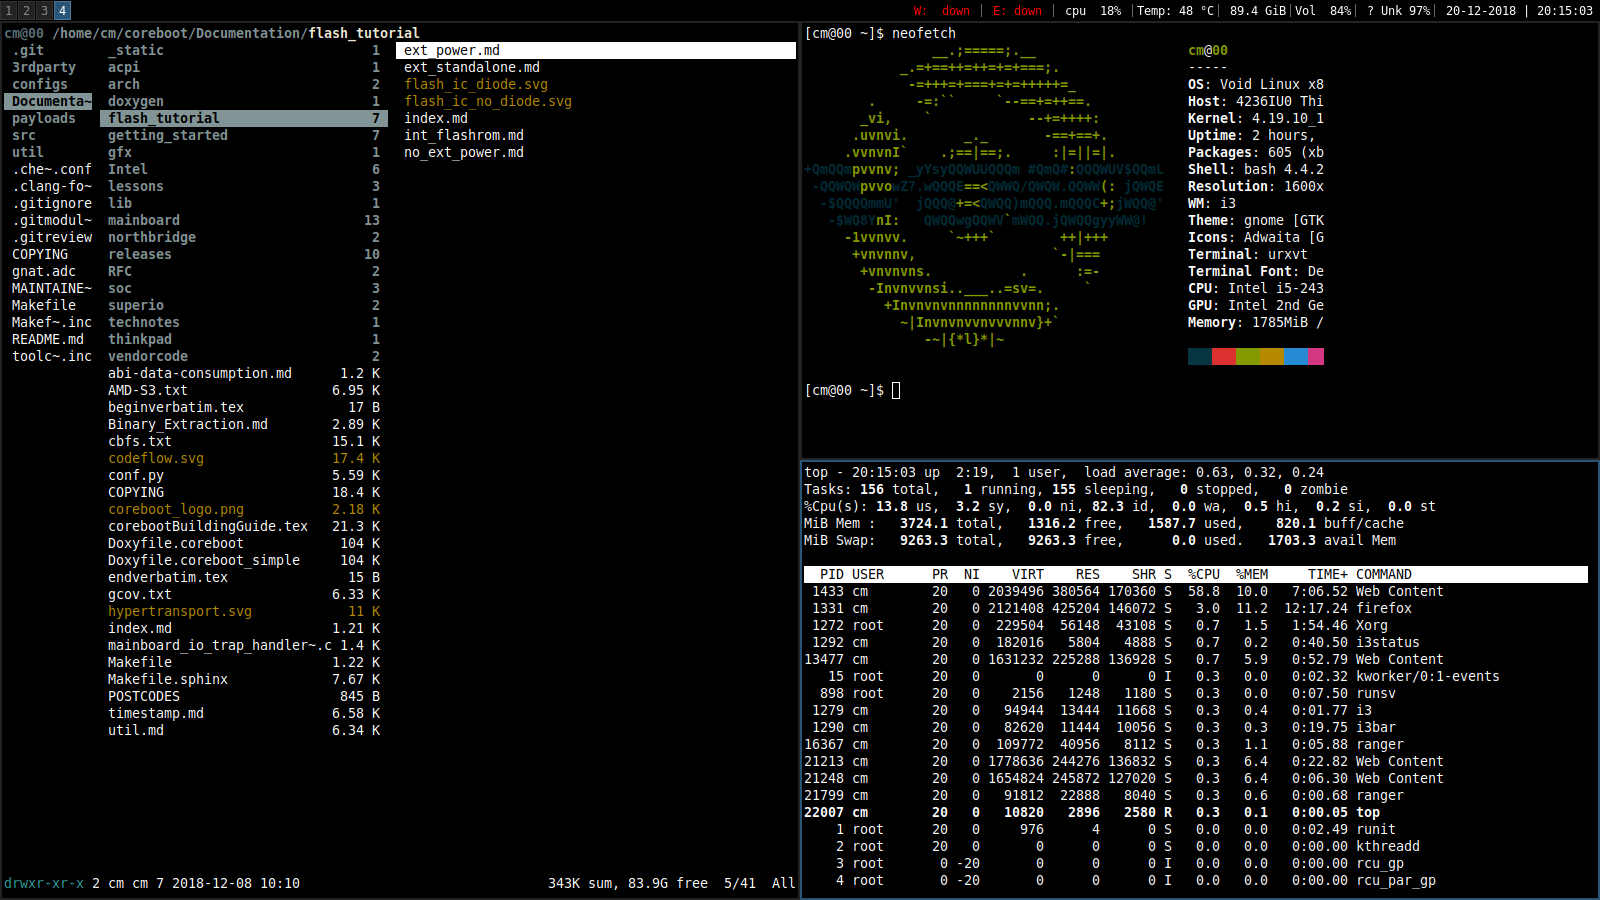 1 2 3 4
W:  down | E: down | cpu  18% |Temp: 48 °C| 89.4 GiB|Vol  84%| ? Unk 97%| 20-12-2018 | 20:15:03
cm@00 /home/cm/coreboot/Documentation/flash_tutorial
.git
3rdparty
configs
Documenta~
payloads
src
util
.che~.conf
.clang-fo~
.gitignore
.gitmodul~
.gitreview
COPYING
gnat.adc
MAINTAINE~
Makefile
Makef~.inc
README.md
toolc~.inc
_static 1
acpi 1
arch 2
doxygen 1
flash_tutorial 7
getting_started 7
gfx 1
Intel 6
lessons 3
lib 1
mainboard 13
northbridge 2
releases 10
RFC 2
soc 3
superio 2
technotes 1
thinkpad 1
vendorcode 2
abi-data-consumption.md 1.2 K
AMD-S3.txt 6.95 K
beginverbatim.tex 17 B
Binary_Extraction.md 2.89 K
cbfs.txt 15.1 K
codeflow.svg 17.4 K
conf.py 5.59 K
COPYING 18.4 K
coreboot_logo.png 2.18 K
corebootBuildingGuide.tex 21.3 K
Doxyfile.coreboot 104 K
Doxyfile.coreboot_simple 104 K
endverbatim.tex 15 B
gcov.txt 6.33 K
hypertransport.svg 11 K
index.md 1.21 K
mainboard_io_trap_handler~.c 1.4 K
Makefile 1.22 K
Makefile.sphinx 7.67 K
POSTCODES 845 B
timestamp.md 6.58 K
util.md 6.34 K
ext_power.md
ext_standalone.md
flash_ic_diode.svg
flash_ic_no_diode.svg
index.md
int_flashrom.md
no_ext_power.md
drwxr-xr-x 2 cm cm 7 2018-12-08 10:10 343K sum, 83.9G free  5/41  All
[cm@00 ~]$ neofetch
cm@00
-----
OS: Void Linux x8
Host: 4236IU0 Thi
Kernel: 4.19.10_1
Uptime: 2 hours,
Packages: 605 (xb
Shell: bash 4.4.2
Resolution: 1600x
WM: i3
Theme: gnome [GTK
Icons: Adwaita [G
Terminal: urxvt
Terminal Font: De
CPU: Intel i5-243
GPU: Intel 2nd Ge
Memory: 1785MiB /
[cm@00 ~]$
top - 20:15:03 up  2:19,  1 user,  load average: 0.63, 0.32, 0.24
Tasks: 156 total,   1 running, 155 sleeping,   0 stopped,   0 zombie
%Cpu(s): 13.8 us,  3.2 sy,  0.0 ni, 82.3 id,  0.0 wa,  0.5 hi,  0.2 si,  0.0 st
MiB Mem :   3724.1 total,   1316.2 free,   1587.7 used,    820.1 buff/cache
MiB Swap:   9263.3 total,   9263.3 free,      0.0 used.   1703.3 avail Mem
PID USER      PR  NI    VIRT    RES    SHR S  %CPU  %MEM     TIME+ COMMAND
1433 cm        20   0 2039496 380564 170360 S  58.8  10.0   7:06.52 Web Content
1331 cm        20   0 2121408 425204 146072 S   3.0  11.2  12:17.24 firefox
1272 root      20   0  229504  56148  43108 S   0.7   1.5   1:54.46 Xorg
1292 cm        20   0  182016   5804   4888 S   0.7   0.2   0:40.50 i3status
13477 cm        20   0 1631232 225288 136928 S   0.7   5.9   0:52.79 Web Content
15 root      20   0       0      0      0 I   0.3   0.0   0:02.32 kworker/0:1-events
898 root      20   0    2156   1248   1180 S   0.3   0.0   0:07.50 runsv
1279 cm        20   0   94944  13444  11668 S   0.3   0.4   0:01.77 i3
1290 cm        20   0   82620  11444  10056 S   0.3   0.3   0:19.75 i3bar
16367 cm        20   0  109772  40956   8112 S   0.3   1.1   0:05.88 ranger
21213 cm        20   0 1778636 244276 136832 S   0.3   6.4   0:22.82 Web Content
21248 cm        20   0 1654824 245872 127020 S   0.3   6.4   0:06.30 Web Content
21799 cm        20   0   91812  22888   8040 S   0.3   0.6   0:00.68 ranger
22007 cm        20   0   10820   2896   2580 R   0.3   0.1   0:00.05 top
1 root      20   0     976      4      0 S   0.0   0.0   0:02.49 runit
2 root      20   0       0      0      0 S   0.0   0.0   0:00.00 kthreadd
3 root       0 -20       0      0      0 I   0.0   0.0   0:00.00 rcu_gp
4 root       0 -20       0      0      0 I   0.0   0.0   0:00.00 rcu_par_gp